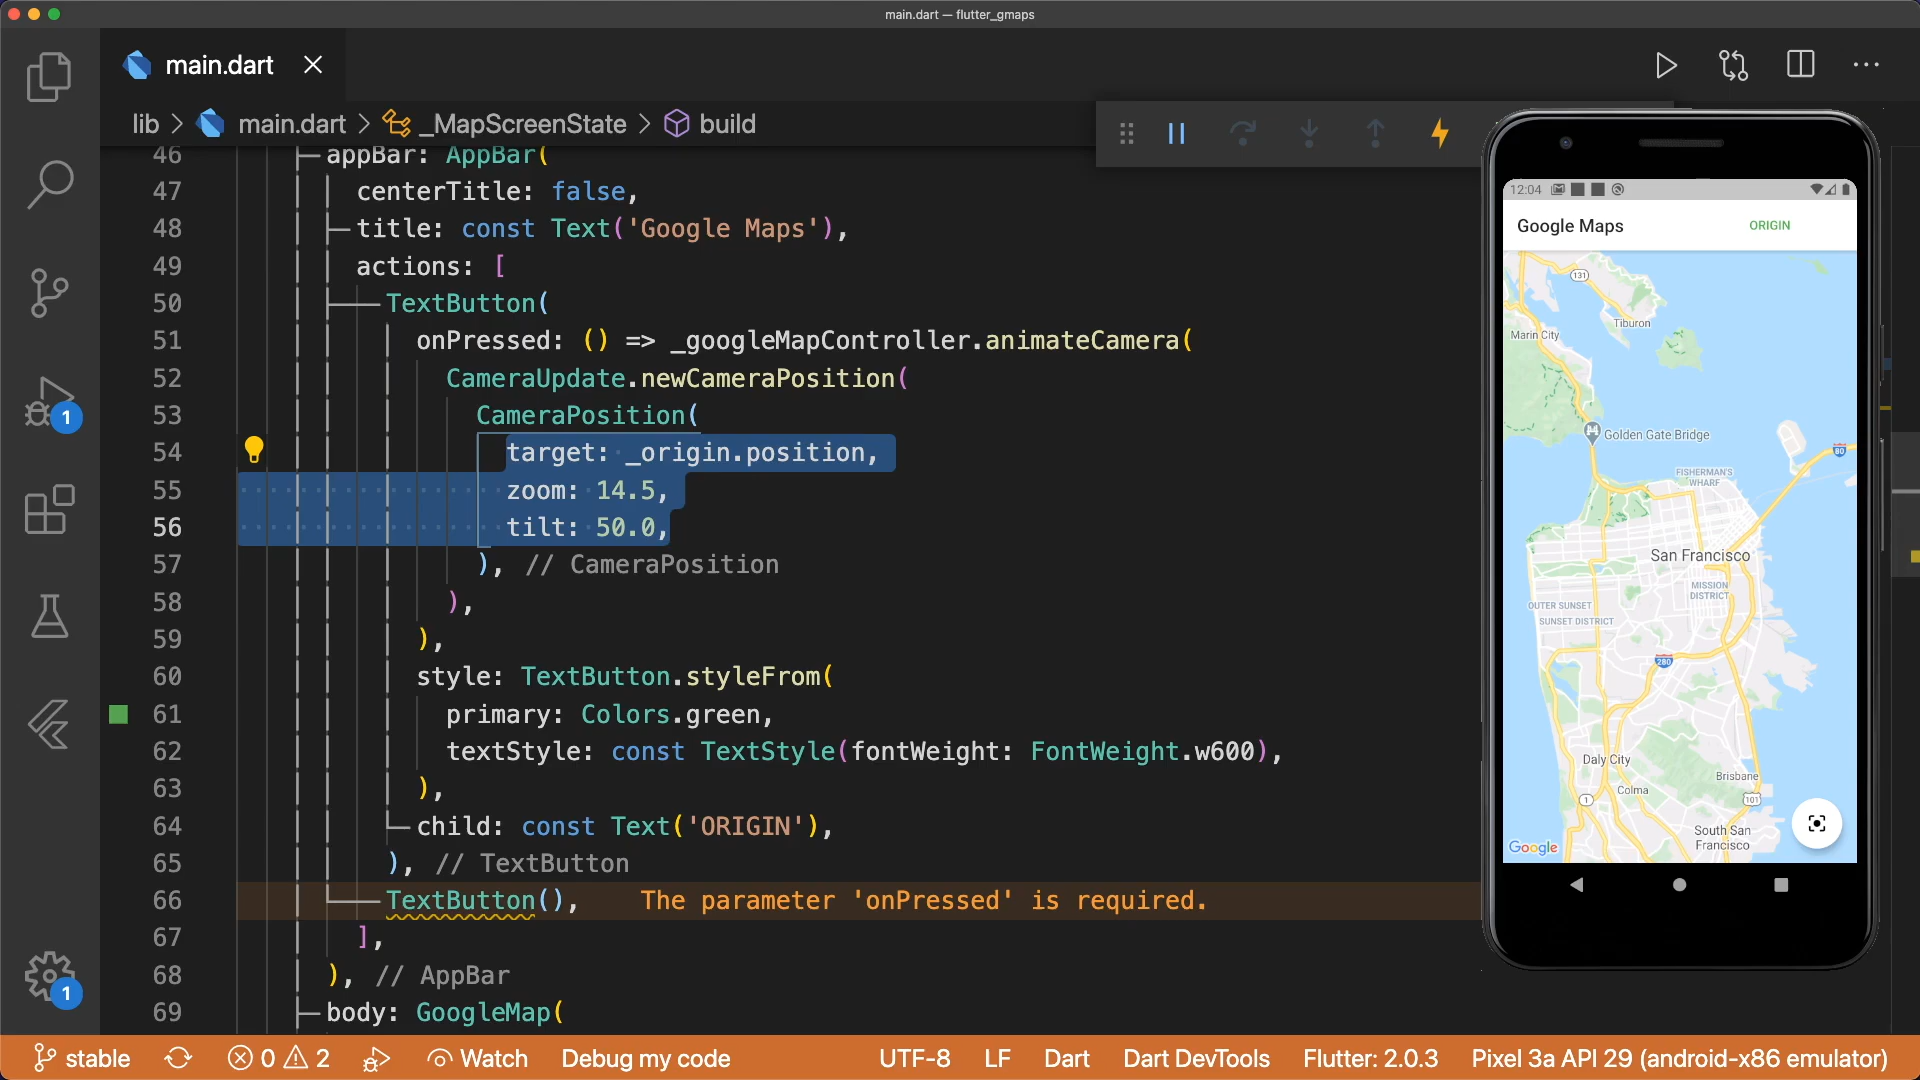 main.dart — flutter_gmaps
main.dart
lib > main.dart > _MapScreenState > build
46 appBar: AppBar(
47 centerTitle: false,
48 title: const Text('Google Maps'),
49 actions: [
50 TextButton(
51 onPressed: () => _googleMapController.animateCamera(
52 CameraUpdate.newCameraPosition(
53 CameraPosition(
54 target: _origin.position,
55 zoom: 14.5,
56 tilt: 50.0,
57 ), // CameraPosition
58 ),
59 ),
60 style: TextButton.styleFrom(
61 primary: Colors.green,
62 textStyle: const TextStyle(fontWeight: FontWeight.w600),
63 ),
64 child: const Text('ORIGIN'),
65 ), // TextButton
66 TextButton(), The parameter 'onPressed' is required.
67 ],
68 ), // AppBar
69 body: GoogleMap(
1
1
12:04
Google Maps ORIGIN
131
Tiburon
Marin City
Golden Gate Bridge
80
FISHERMAN'S
WHARF
San Francisco
MISSION
DISTRICT
OUTER SUNSET
SUNSET DISTRICT
280
Daly City
Brisbane
Colma
1
101
South San
Francisco
Google
stable 0 2 Watch Debug my code UTF-8 LF Dart Dart DevTools Flutter: 2.0.3 Pixel 3a API 29 (android-x86 emulator)